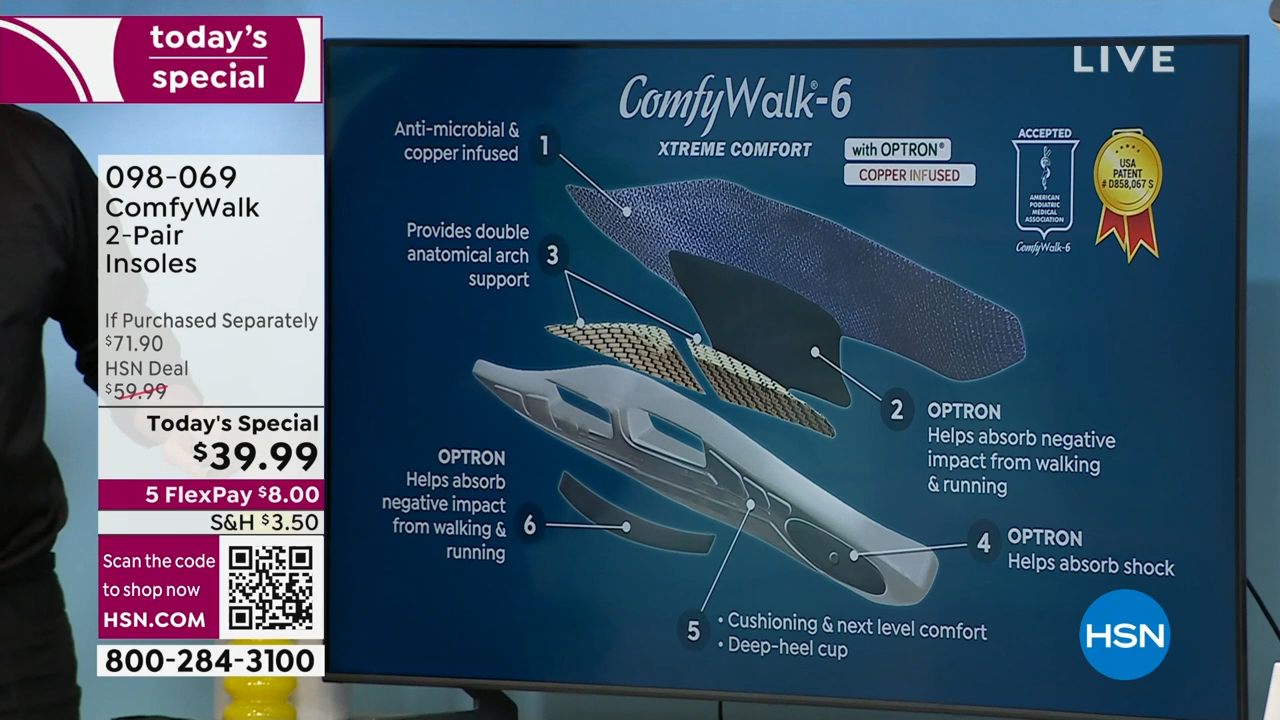 today's
special
098-069
ComfyWalk
2-Pair
Insoles
If Purchased Separately
$71.90
HSN Deal
$59.99
Today's Special
$39.99
5 FlexPay $8.00
S&H $3.50
Scan the code
to shop now
HSN.COM
800-284-3100
LIVE
ComfyWalk®-6
XTREME COMFORT
with OPTRON®
COPPER INFUSED
ACCEPTED
AMERICAN
PODIATRIC
MEDICAL
ASSOCIATION
ComfyWalk-6
USA
PATENT
# D858,067 S
Anti-microbial &
copper infused
1
Provides double
anatomical arch
support
3
2
OPTRON
Helps absorb negative
impact from walking
& running
OPTRON
Helps absorb
negative impact
from walking &
running
6
4
OPTRON
Helps absorb shock
5
• Cushioning & next level comfort
• Deep-heel cup
HSN